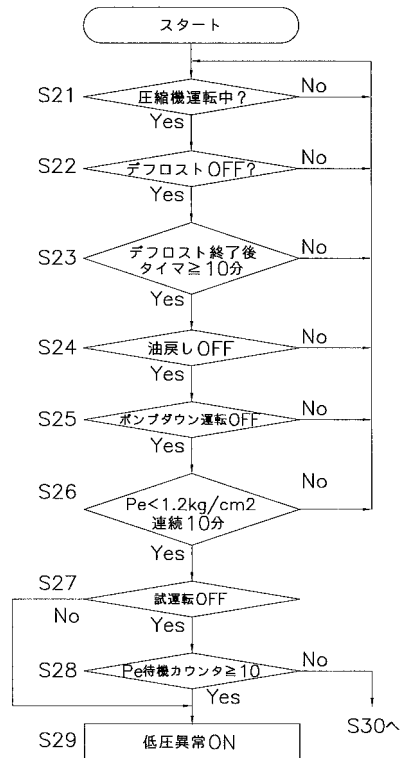 スタート
S21
圧縮機運転中?
No
Yes
S22
デフロストOFF?
No
Yes
S23
デフロスト終了後
タイマ≧10分
No
Yes
S24
油戻しOFF
No
Yes
S25
ポンプダウン運転OFF
No
Yes
S26
Pe<1.2kg/cm2
連続10分
No
Yes
S27
試運転OFF
No
Yes
S28
Pe待機カウンタ≧10
No
Yes
S30へ
S29
低圧異常ON